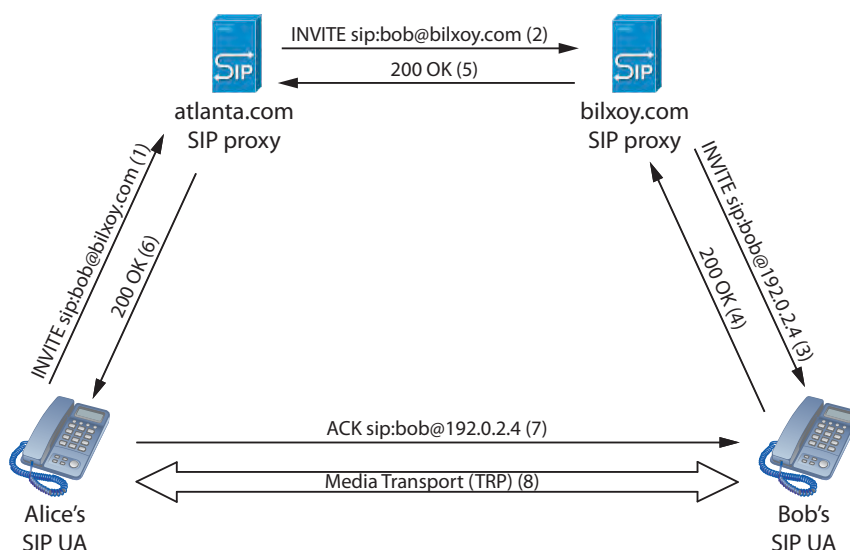 INVITE sip:bob@bilxoy.com (2)
200 OK (5)
SIP
SIP
atlanta.com
SIP proxy
bilxoy.com
SIP proxy
INVITE sip:bob@bilxoy.com (1)
200 OK (6)
200 OK (4)
INVITE sip:bob@192.0.2.4 (3)
ACK sip:bob@192.0.2.4 (7)
Media Transport (TRP) (8)
Alice's
SIP UA
Bob's
SIP UA